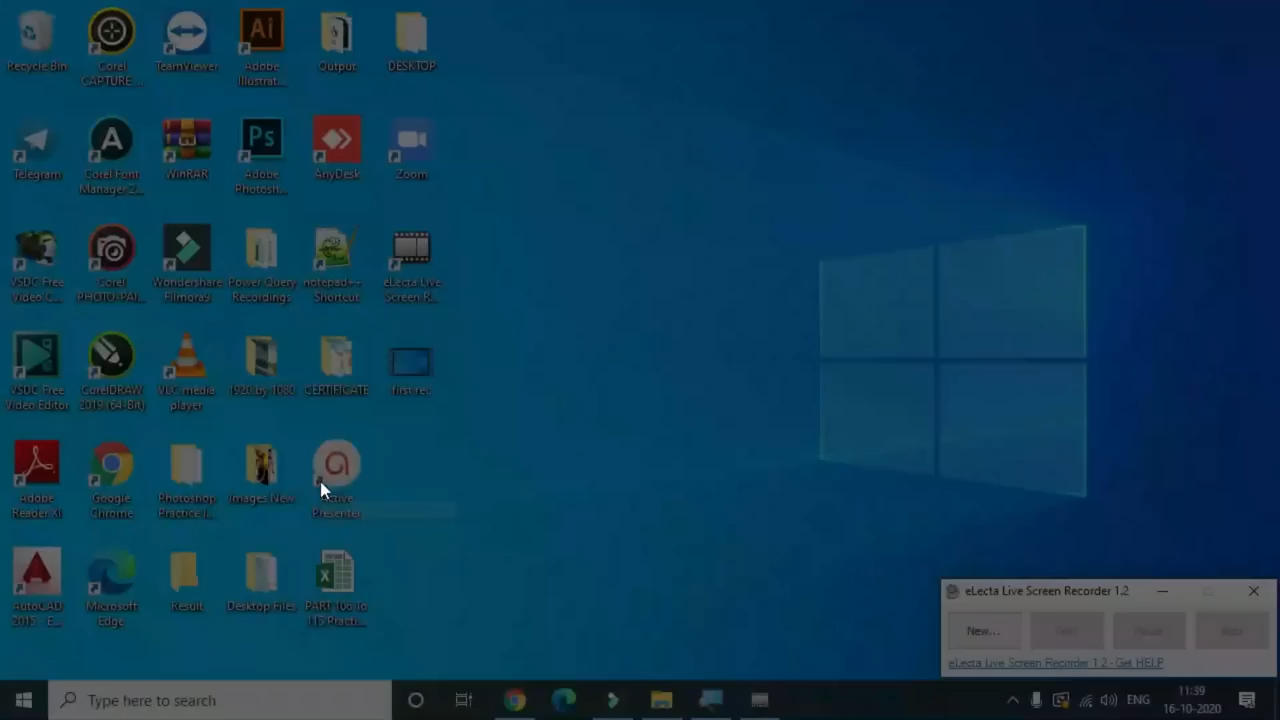 Recycle Bin
Corel
CAPTURE ...
TeamViewer
Adobe
Illustrat...
Output
DESKTOP
Telegram
Corel Font
Manager 2...
WinRAR
Adobe
Photosh...
AnyDesk
Zoom
VSDC Free
Video C...
Corel
PHOTO-PAI...
Wondershare
Filmora9
Power Query
Recordings
notepad++
Shortcut
eLecta Live
Screen R...
VSDC Free
Video Editor
CorelDRAW
2019 (64-Bit)
VLC media
player
1920 by 1080
CERTIFICATE
first rec
Adobe
Reader XI
Google
Chrome
Photoshop
Practice I...
Images New
Active
Presenter
AutoCAD
2015 - E...
Microsoft
Edge
Result
Desktop Files
PART 106 To
115 Practi...
eLecta Live Screen Recorder 1.2
New...
eLecta Live Screen Recorder 1.2 - Get HELP
Type here to search
ENG
11:39
16-10-2020